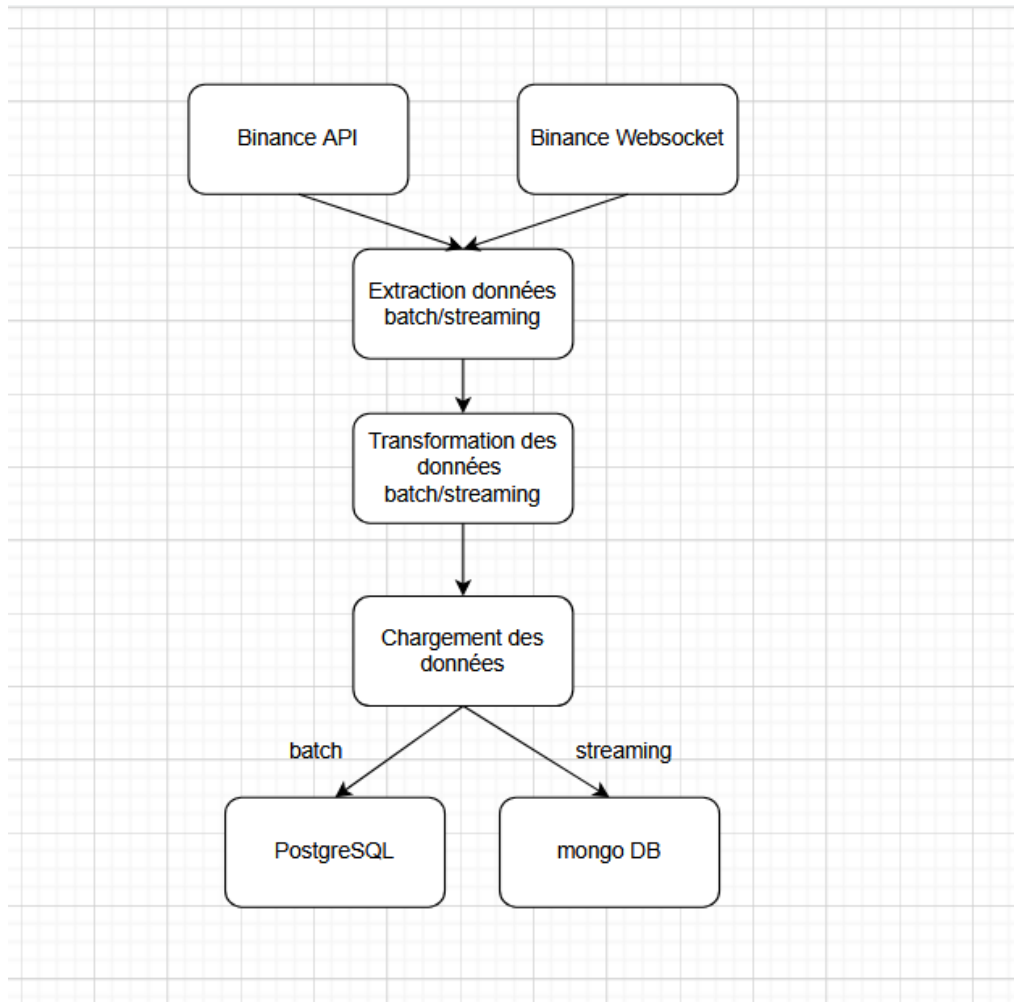 Binance API
Binance Websocket
Extraction données
batch/streaming
Transformation des
données
batch/streaming
Chargement des
données
batch
streaming
PostgreSQL
mongo DB